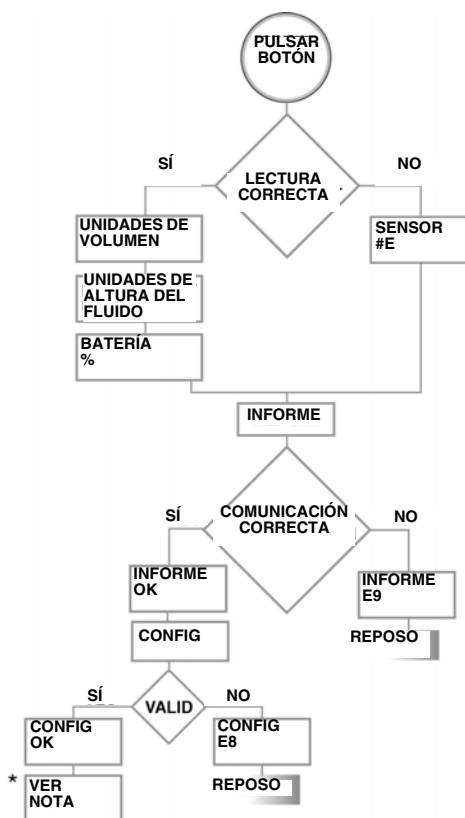 PULSAR
BOTÓN
SÍ
NO
LECTURA
CORRECTA
UNIDADES DE
VOLUMEN
SENSOR
#E
UNIDADES DE
ALTURA DEL
FLUIDO
BATERÍA
%
INFORME
SÍ
COMUNICACIÓN
CORRECTA
NO
INFORME
OK
INFORME
E9
CONFIG
REPOSO
SÍ
VALID
NO
CONFIG
OK
CONFIG
E8
* VER
NOTA
REPOSO